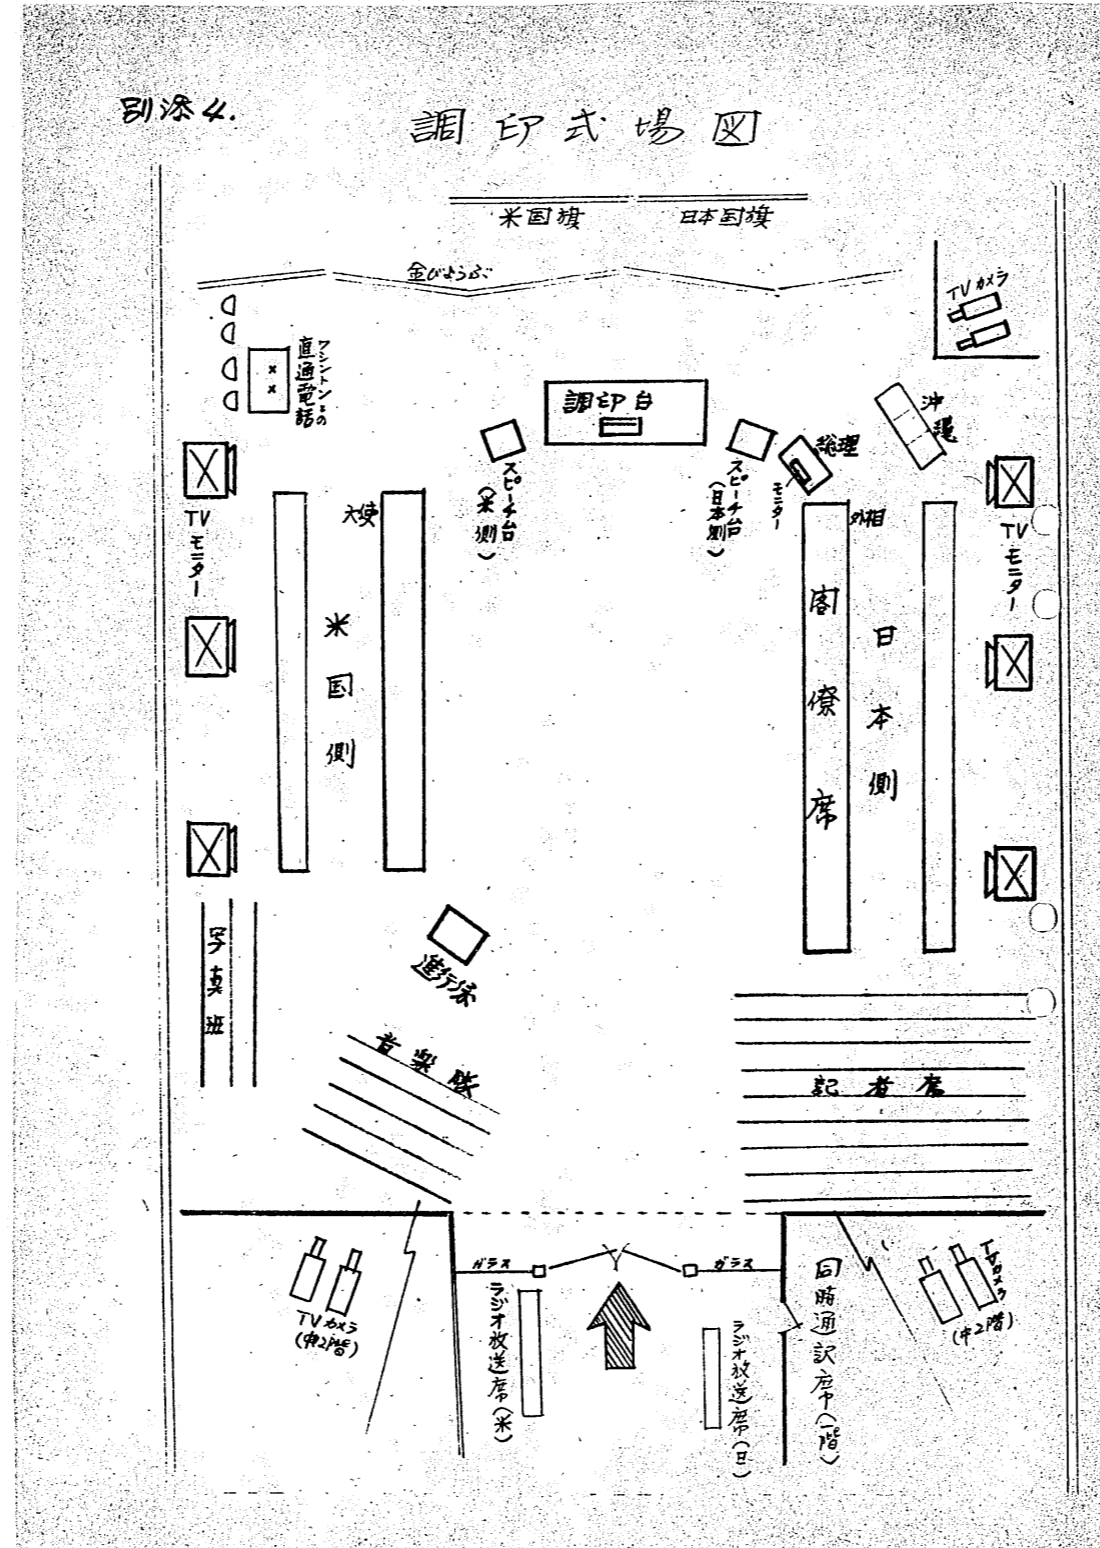 別添4.
調印式場図
米国旗
日本国旗
金びようぶ
TVカメラ
ワシントンとの
直通電話
調印台
スピーチ台
(米側)
スピーチ台
(日本側)
総理
モニター
沖縄
TVモニター
大使
米国側
外相
閣僚席
日本側
TVモニター
写真班
進行係
音楽隊
記者席
ガラス
ガラス
TVカメラ
(中2階)
ラジオ放送席(米)
ラジオ放送席(日)
同時通訳席(一階)
TVカメラ
(中2階)